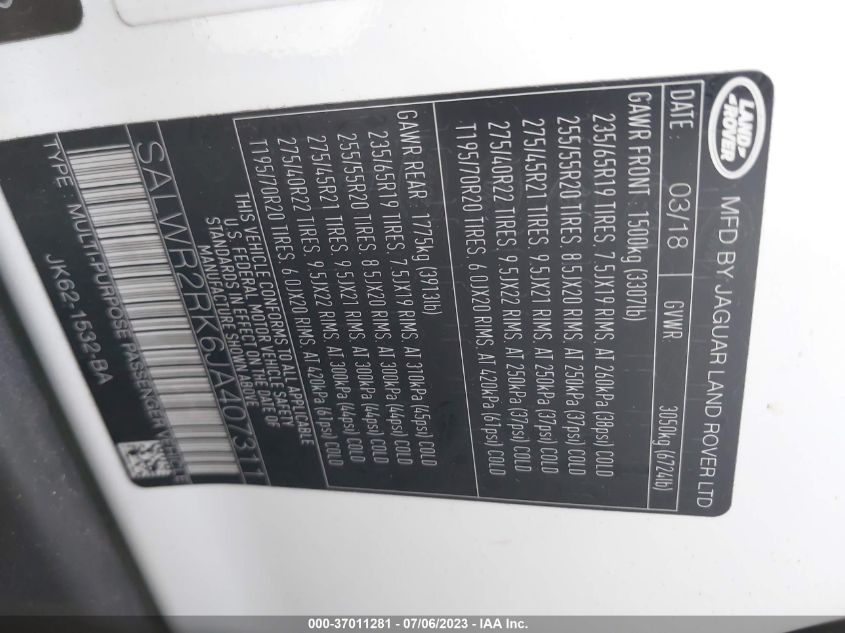 LAND
ROVER
MFD BY JAGUAR LAND ROVER LTD
DATE: 03/18 GVWR 3050kg (6724lb)
GAWR FRONT: 1500kg (3307lb)
235/65R19 TIRES. 7.5JX19 RIMS. AT 260kPa (38psi) COLD
255/55R20 TIRES. 8.5JX20 RIMS. AT 250kPa (37psi) COLD
275/45R21 TIRES. 9.5JX21 RIMS. AT 250kPa (37psi) COLD
275/40R22 TIRES. 9.5JX22 RIMS. AT 250kPa (37psi) COLD
T195/70R20 TIRES. 6.0JX20 RIMS. AT 420kPa (61psi) COLD
GAWR REAR: 1775kg (3913lb)
235/65R19 TIRES. 7.5JX19 RIMS. AT 310kPa (45psi) COLD
255/55R20 TIRES. 8.5JX20 RIMS. AT 300kPa (44psi) COLD
275/45R21 TIRES. 9.5JX21 RIMS. AT 300kPa (44psi) COLD
275/40R22 TIRES. 9.5JX22 RIMS. AT 300kPa (44psi) COLD
T195/70R20 TIRES. 6.0JX20 RIMS. AT 420kPa (61psi) COLD
THIS VEHICLE CONFORMS TO ALL APPLICABLE
U.S. FEDERAL MOTOR VEHICLE SAFETY
STANDARDS IN EFFECT ON THE DATE OF
MANUFACTURE SHOWN ABOVE
SALWR2RK6JA407311
TYPE: MULTI-PURPOSE PASSENGER VEHICLE
JK62-1532-BA
000-37011281 - 07/06/2023 - IAA Inc.